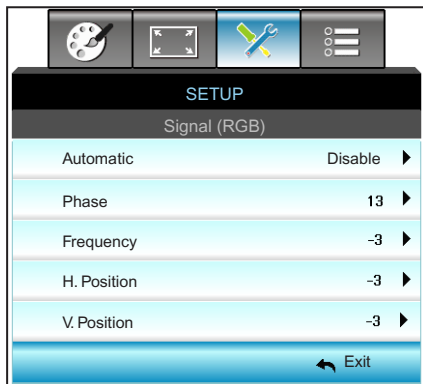 SETUP
Signal (RGB)
Automatic Disable
Phase 13
Frequency -3
H. Position -3
V. Position -3
Exit